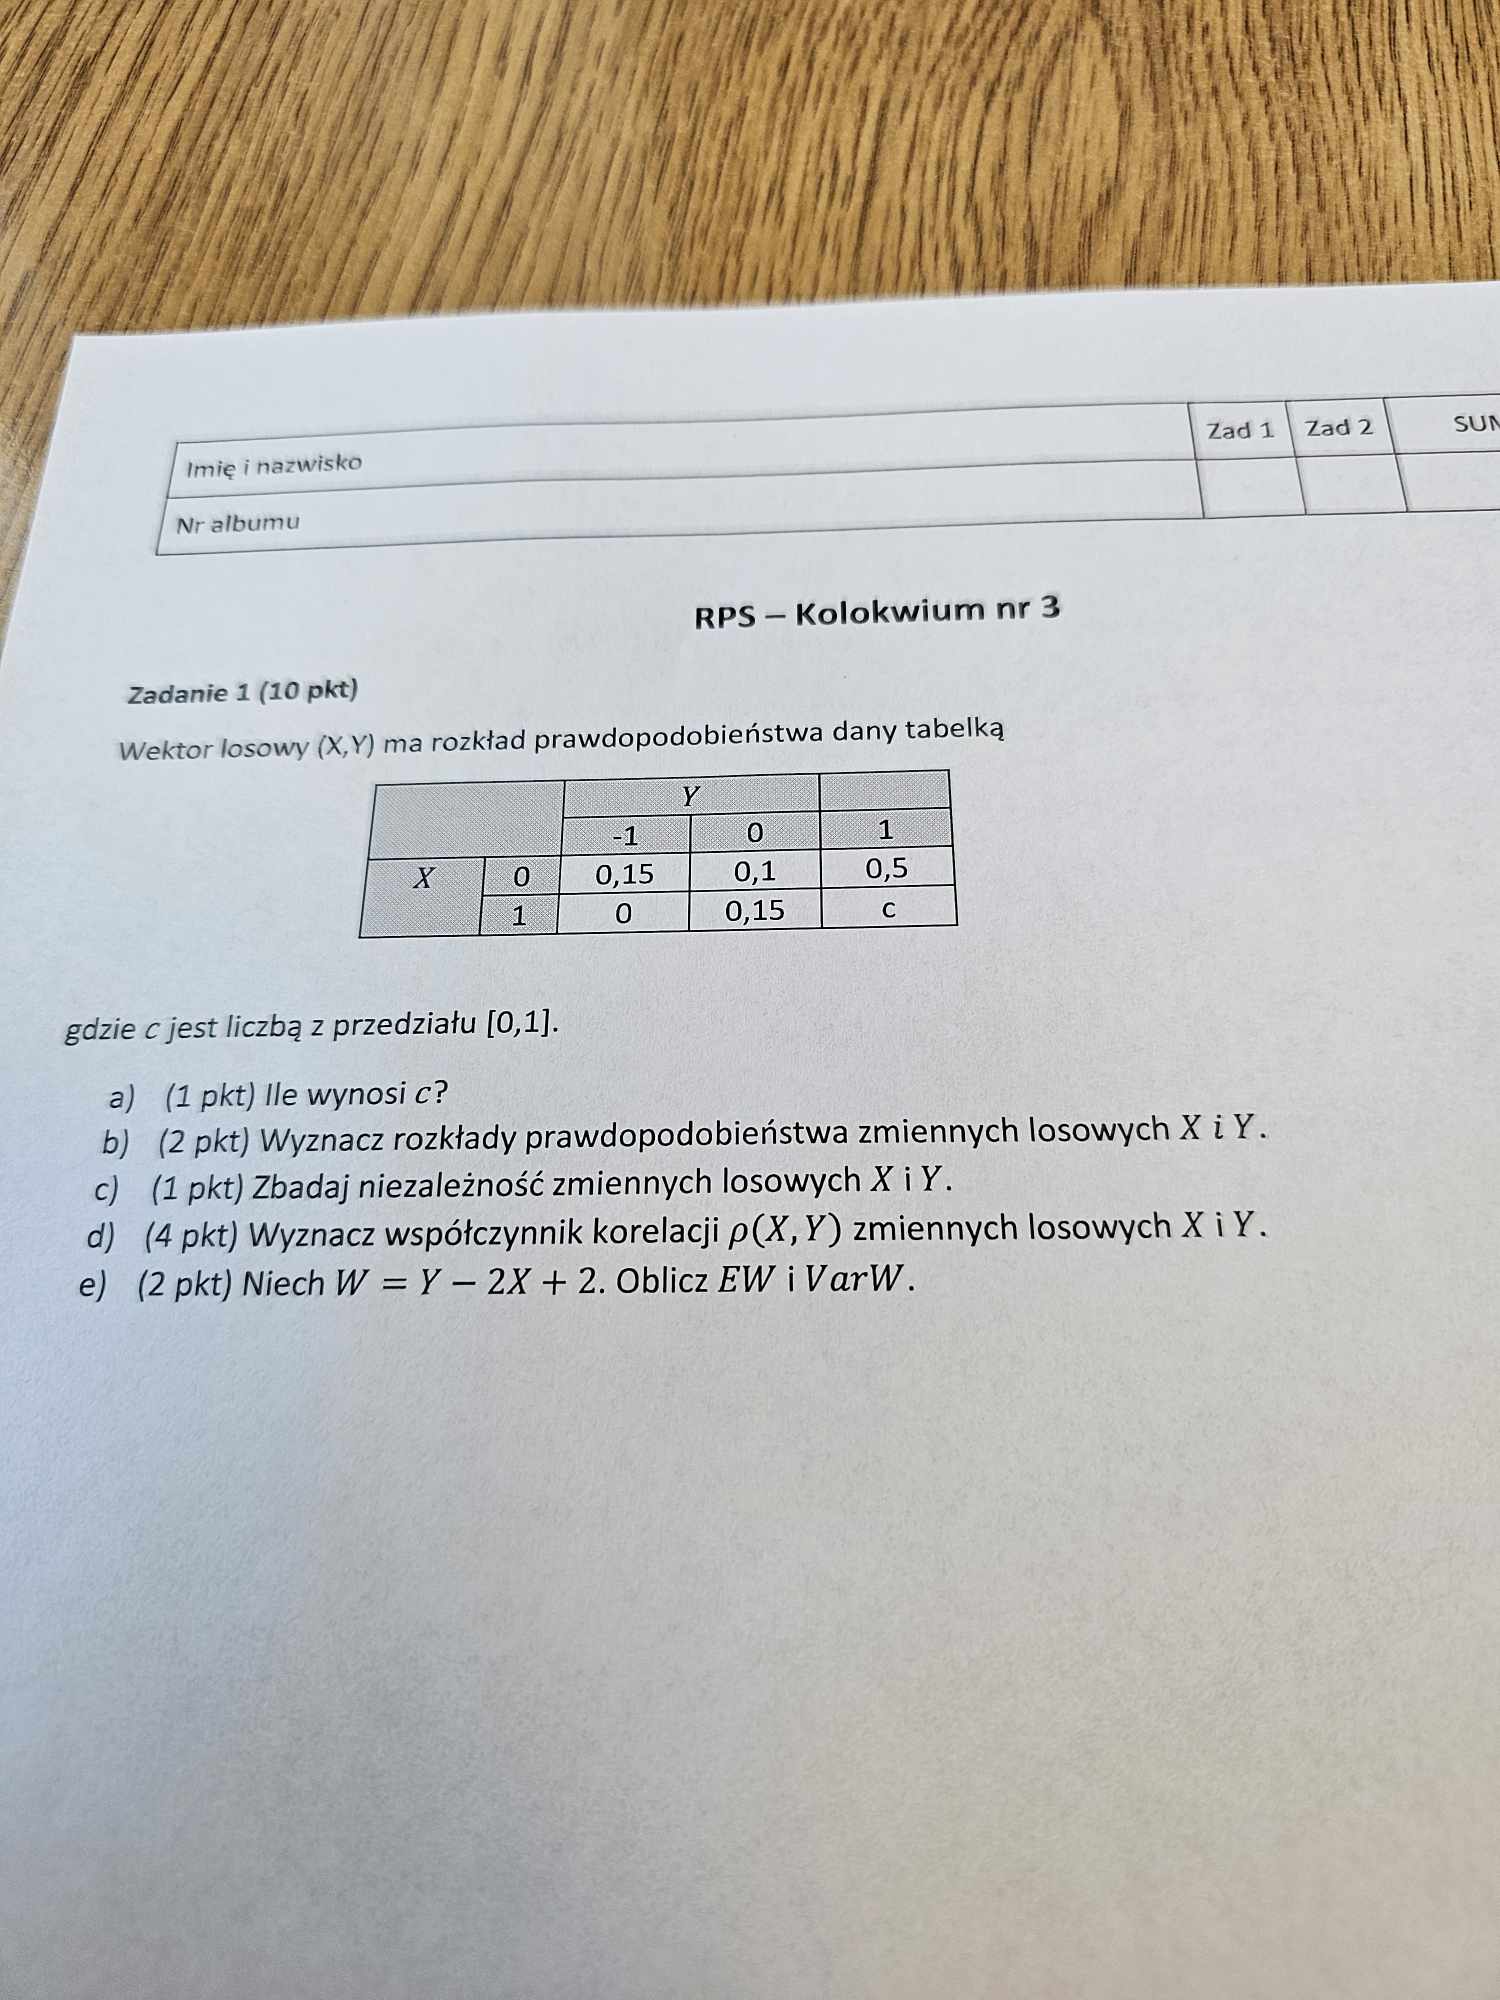 Imię i nazwisko Zad 1 Zad 2
Nr albumu
RPS – Kolokwium nr 3
Zadanie 1 (10 pkt)
Wektor losowy (X,Y) ma rozkład prawdopodobieństwa dany tabelką
Y
-1 0 1
X 0 0,15 0,1 0,5
1 0 0,15 c
gdzie c jest liczbą z przedziału [0,1].
a) (1 pkt) Ile wynosi c?
b) (2 pkt) Wyznacz rozkłady prawdopodobieństwa zmiennych losowych X i Y.
c) (1 pkt) Zbadaj niezależność zmiennych losowych X i Y.
d) (4 pkt) Wyznacz współczynnik korelacji ρ(X,Y) zmiennych losowych X i Y.
e) (2 pkt) Niech W = Y − 2X + 2. Oblicz EW i VarW.